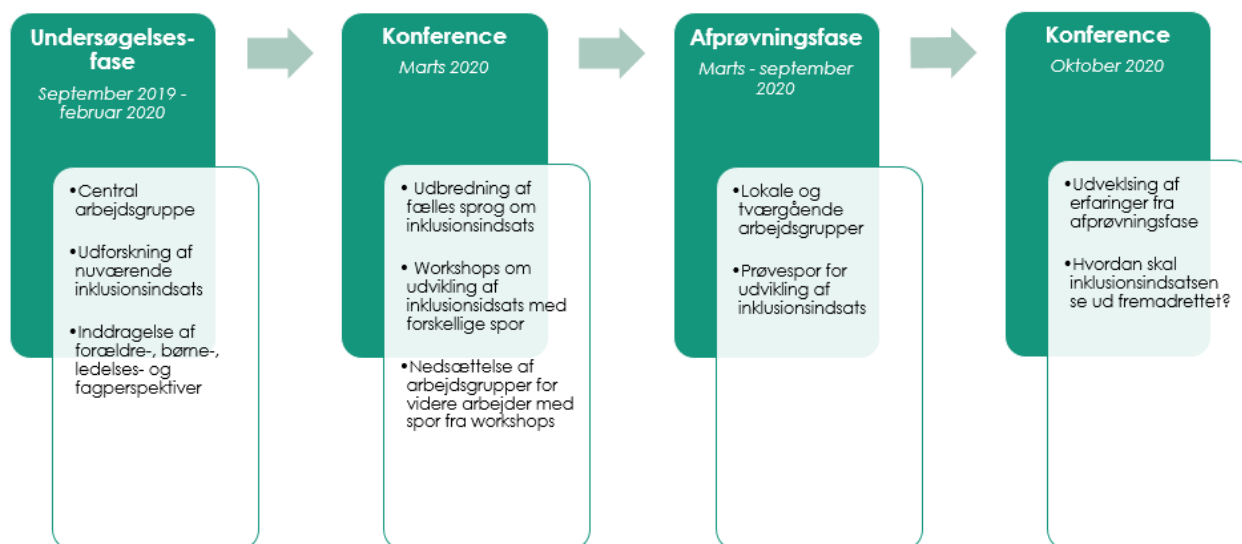 Undersøgelses-
fase
September 2019 -
februar 2020
•Central
arbejdsgruppe
•Udforskning af
nuværende
inklusionsindsats
•Inddragelse af
forældre-, børne-,
ledelses- og
fagperspektiver
Konference
Marts 2020
• Udbredning af
fælles sprog om
inklusionsindsats
• Workshops om
udvikling af
inklusionsidsats med
forskellige spor
•Nedsættelse af
arbejdsgrupper for
videre arbejder med
spor fra workshops
Afprøvningsfase
Marts - september
2020
•Lokale og
tværgående
arbejdsgrupper
•Prøvespor for
udvikling af
inklusionsindsats
Konference
Oktober 2020
•Udveklsing af
erfaringer fra
afprøvningsfase
•Hvordan skal
inklusionsindsatsen
se ud fremadrettet?